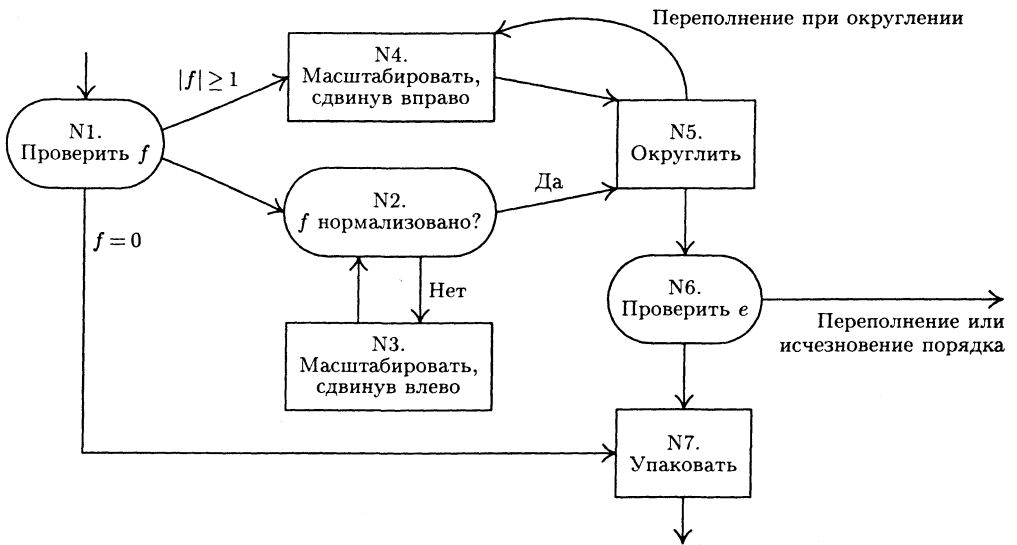 Переполнение при округлении
N4.
Масштабировать,
сдвинув вправо
|f| ≥ 1
N1.
Проверить f
N5.
Округлить
Да
N2.
f нормализовано?
f = 0
Нет
N6.
Проверить e
Переполнение или
исчезновение порядка
N3.
Масштабировать,
сдвинув влево
N7.
Упаковать